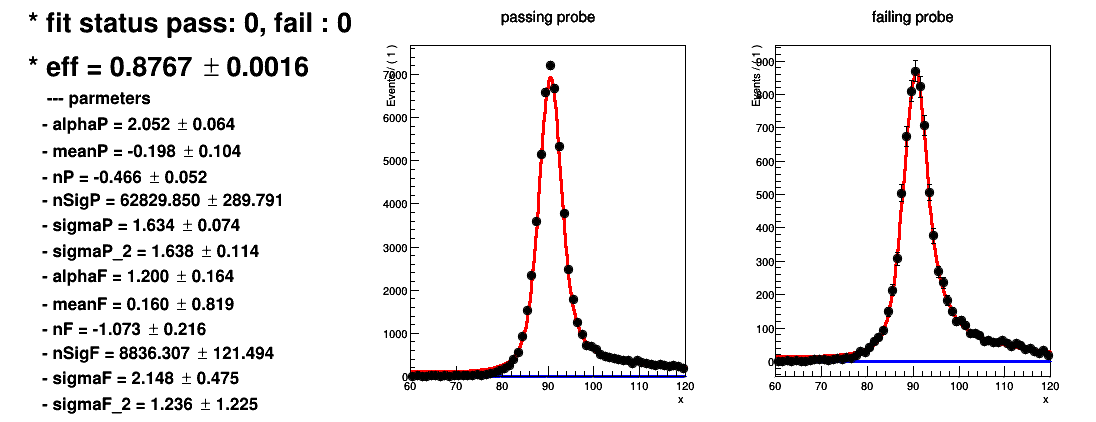 * fit status pass: 0, fail : 0
* eff = 0.8767 ± 0.0016
--- parmeters
- alphaP = 2.052 ± 0.064
- meanP = -0.198 ± 0.104
- nP = -0.466 ± 0.052
- nSigP = 62829.850 ± 289.791
- sigmaP = 1.634 ± 0.074
- sigmaP_2 = 1.638 ± 0.114
- alphaF = 1.200 ± 0.164
- meanF = 0.160 ± 0.819
- nF = -1.073 ± 0.216
- nSigF = 8836.307 ± 121.494
- sigmaF = 2.148 ± 0.475
- sigmaF_2 = 1.236 ± 1.225
passing probe
Events / ( 1 )
7000
6000
5000
4000
3000
2000
1000
0
60 70 80 90 100 110 120
x
failing probe
Events / ( 1 )
900
800
700
600
500
400
300
200
100
0
60 70 80 90 100 110 120
x